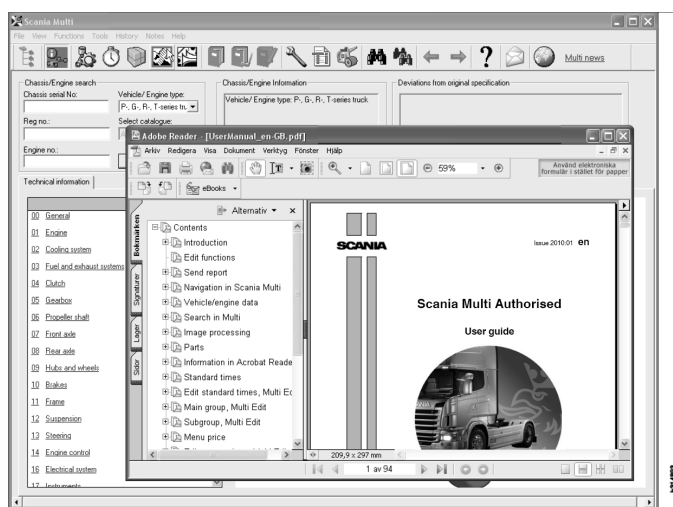 Scania Multi
File View Functions Tools History Notes Help
Multi news
Chassis/Engine search
Chassis serial No:
Vehicle/ Engine type:
P-, G-, R-, T-series tru
Reg no.:
Select catalogue:
Engine no.:
Chassis/Engine Information
Vehicle/ Engine type: P-, G-, R-, T-series truck
Deviations from original specification
Technical information
00 General
01 Engine
02 Cooling system
03 Fuel and exhaust systems
04 Clutch
05 Gearbox
06 Propeller shaft
07 Front axle
08 Rear axle
09 Hubs and wheels
10 Brakes
11 Frame
12 Suspension
13 Steering
14 Engine control
16 Electrical system
17 Instruments
Adobe Reader - [UserManual_en-GB.pdf]
Arkiv Redigera Visa Dokument Verktyg Fönster Hjälp
59%
Använd elektroniska
formulär i stället för papper
eBooks
Bokmärken
Signaturer
Lager
Sidor
Alternativ
Contents
Introduction
Edit functions
Send report
Navigation in Scania Multi
Vehicle/engine data
Search in Multi
Image processing
Parts
Information in Acrobat Reade
Standard times
Edit standard times, Multi Ec
Main group, Multi Edit
Subgroup, Multi Edit
Menu price
SCANIA
Issue 2010:01 en
Scania Multi Authorised
User guide
209,9 x 297 mm
1 av 94